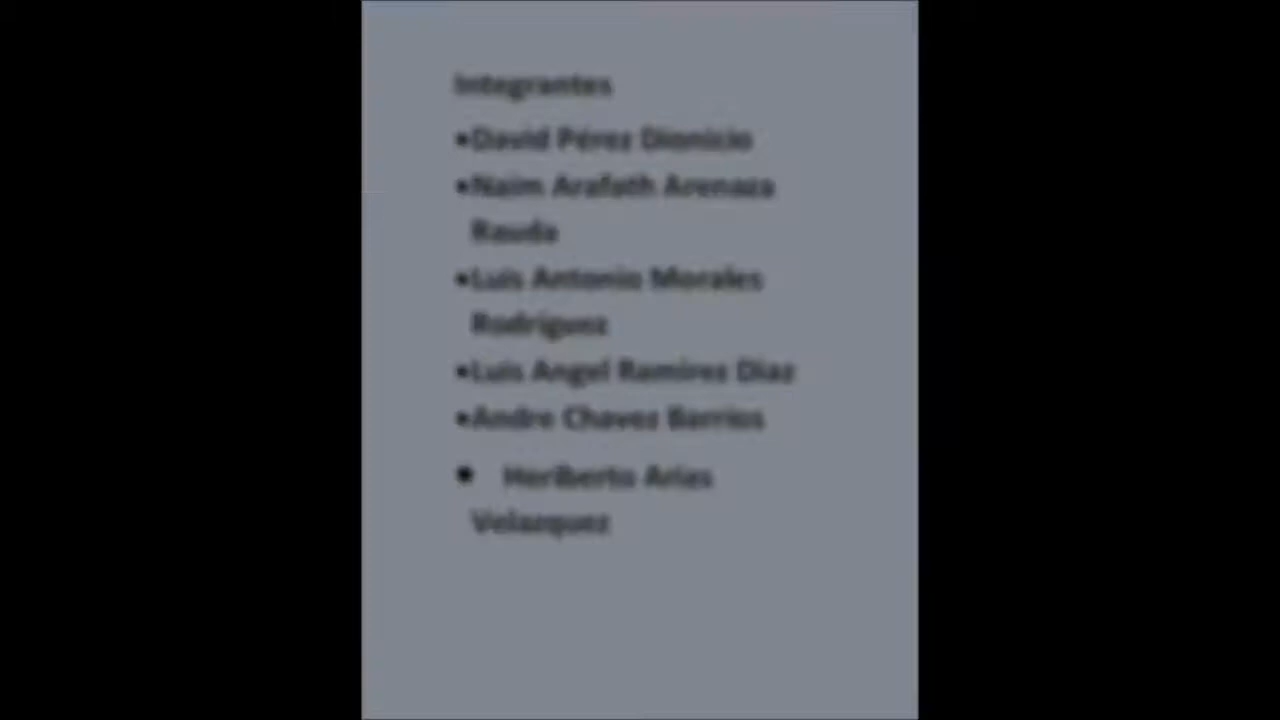 Integrantes
•David Pérez Dionicio
•Naim Arafath Arenaza
Rauda
•Luis Antonio Morales
Rodriguez
•Luis Angel Ramirez Diaz
•Andre Chavez Barrios
• Heriberto Arias
Velazquez